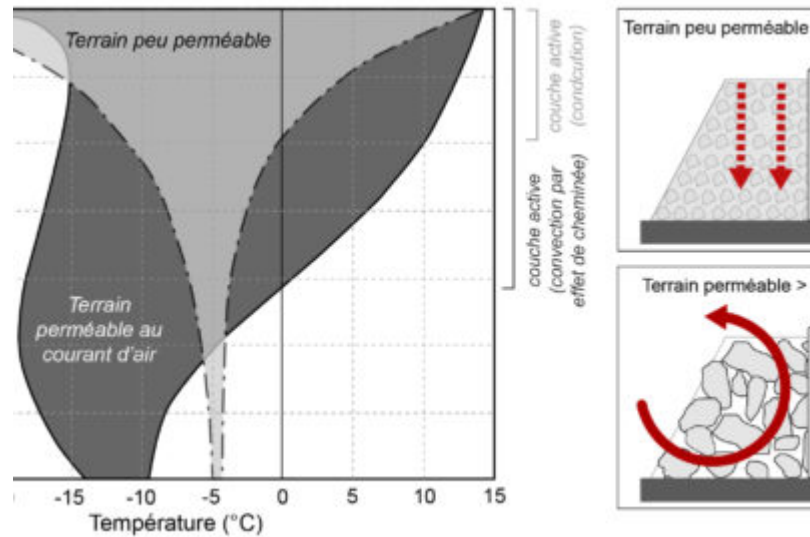 Terrain peu perméable
Terrain
perméable au
courant d'air
-15 -10 -5 0 5 10 15
Température (°C)
couche active
(condcution)
couche active
(convection par
effet de cheminée)
Terrain peu perméable
Terrain perméable >